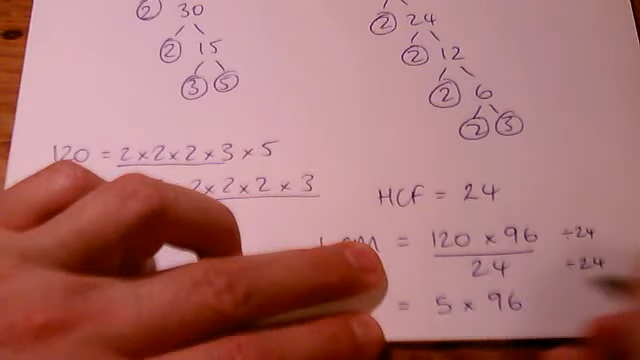 2 30
2 15
3 5
2 24
2 12
2 6
2 3
120 = 2×2×2×3×5
2×2×2×3
HCF = 24
= 120 × 96 ÷24
24 ÷24
= 5 × 96